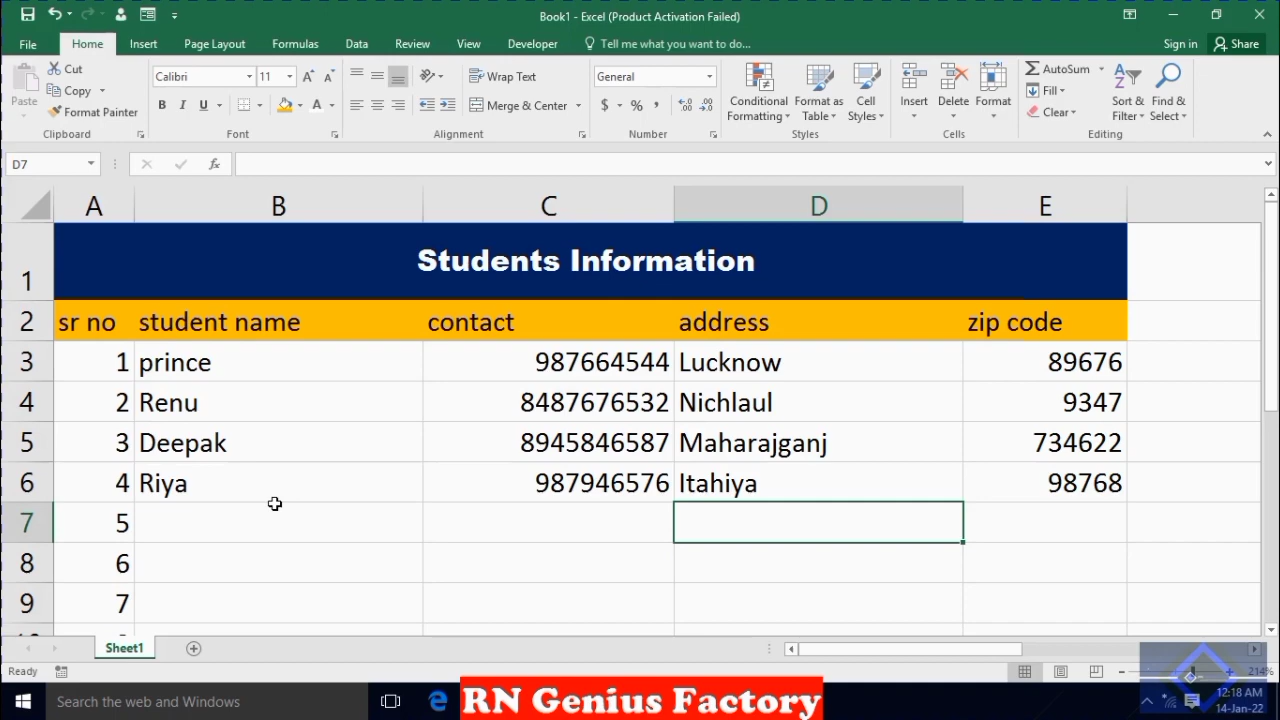 Book1 - Excel (Product Activation Failed)
File Home Insert Page Layout Formulas Data Review View Developer Tell me what you want to do... Sign in Share
Cut
Copy
Format Painter
Paste
Clipboard
Calibri 11
B I U A
Font
Wrap Text
Merge & Center
Alignment
General
$ % ,
Number
Conditional Formatting
Format as Table
Cell Styles
Styles
Insert Delete Format
Cells
AutoSum
Fill
Clear
Sort & Filter
Find & Select
Editing
D7 fx
A B C D E
1 Students Information
2 sr no student name contact address zip code
3 1 prince 987664544 Lucknow 89676
4 2 Renu 8487676532 Nichlaul 9347
5 3 Deepak 8945846587 Maharajganj 734622
6 4 Riya 987946576 Itahiya 98768
7 5
8 6
9 7
Sheet1
Ready 214%
Search the web and Windows
RN Genius Factory
12:18 AM
14-Jan-22